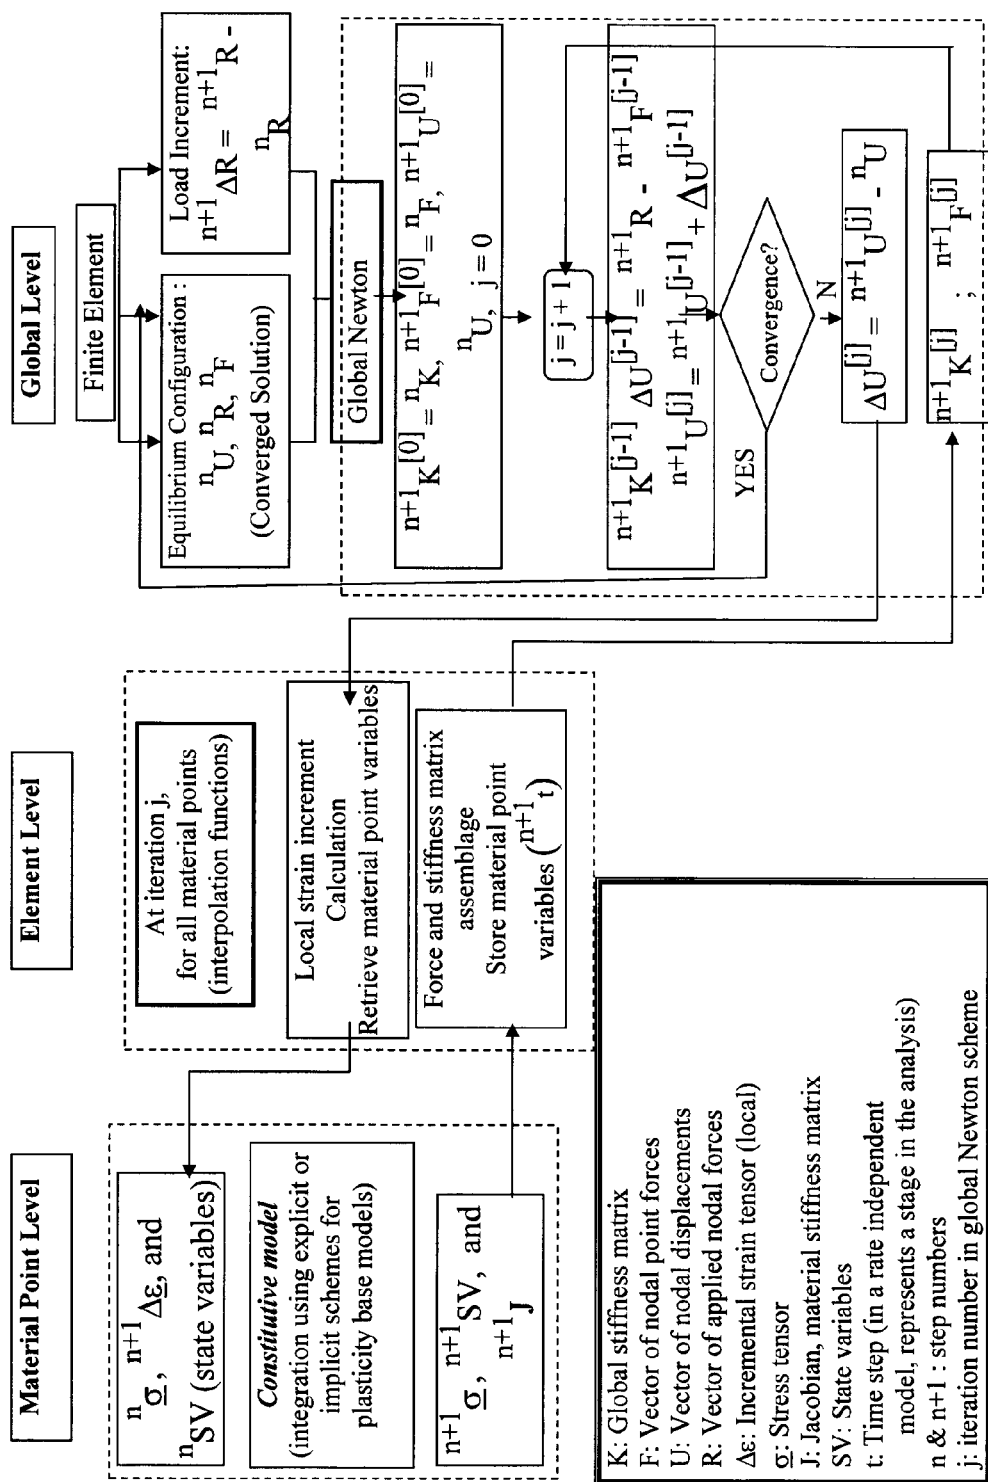 Material Point Level
ⁿσ, ⁿ⁺¹Δε, and
ⁿSV (state variables)
Constitutive model
(integration using explicit or
implicit schemes for
plasticity base models)
ⁿ⁺¹σ, ⁿ⁺¹SV, and
ⁿ⁺¹J
Element Level
At iteration j,
for all material points
(interpolation functions)
Local strain increment
Calculation
Retrieve material point variables
Force and stiffness matrix
assemblage
Store material point
variables (ⁿ⁺¹t)
Global Level
Finite Element
Equilibrium Configuration :
ⁿU, ⁿR, ⁿF
(Converged Solution)
Load Increment:
ⁿ⁺¹ΔR = ⁿ⁺¹R -
ⁿR
Global Newton
ⁿ⁺¹K[0] = ⁿK, ⁿ⁺¹F[0] = ⁿF, ⁿ⁺¹U[0] =
ⁿU, j = 0
j = j + 1
ⁿ⁺¹K[j-1] ΔU[j-1] = ⁿ⁺¹R - ⁿ⁺¹F[j-1]
ⁿ⁺¹U[j] = ⁿ⁺¹U[j-1] + ΔU[j-1]
Convergence?
YES
N
ΔU[j] = ⁿ⁺¹U[j] - ⁿU
ⁿ⁺¹K[j] ; ⁿ⁺¹F[j]
K: Global stiffness matrix
F: Vector of nodal point forces
U: Vector of nodal displacements
R: Vector of applied nodal forces
Δε: Incremental strain tensor (local)
σ: Stress tensor
J: Jacobian, material stiffness matrix
SV: State variables
t: Time step (in a rate independent
model, represents a stage in the analysis)
n & n+1 : step numbers
j: iteration number in global Newton scheme